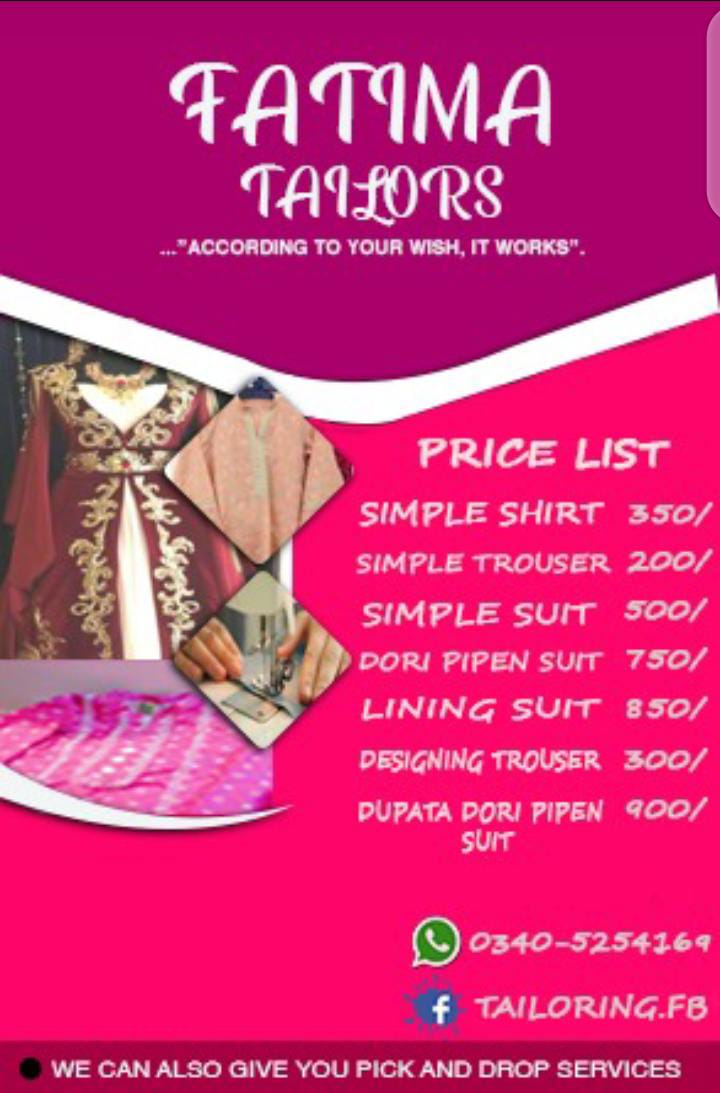 FATIMA
TAILORS
..."ACCORDING TO YOUR WISH, IT WORKS".
PRICE LIST
SIMPLE SHIRT 350/
SIMPLE TROUSER 200/
SIMPLE SUIT 500/
DORI PIPEN SUIT 750/
LINING SUIT 850/
DESIGNING TROUSER 300/
DUPATA DORI PIPEN 900/
SUIT
0340-5254169
TAILORING.FB
WE CAN ALSO GIVE YOU PICK AND DROP SERVICES